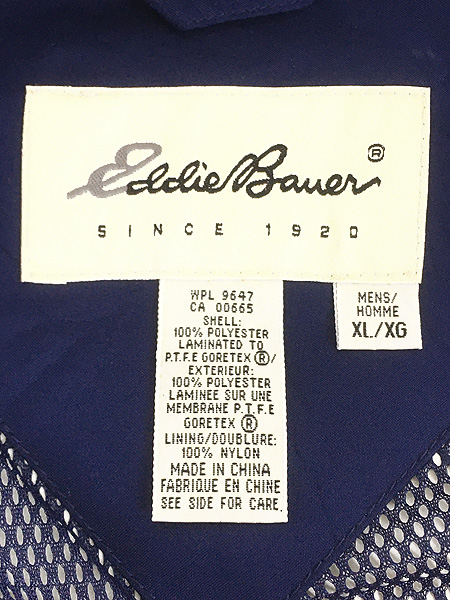 Eddie Bauer ®
SINCE 1920
WPL 9647
CA 00665
SHELL:
100% POLYESTER
LAMINATED TO
P.T.F.E GORETEX ®/
EXTERIEUR:
100% POLYESTER
LAMINEE SUR UNE
MEMBRANE P.T.F.E
GORETEX ®
LINING/DOUBLURE:
100% NYLON
MADE IN CHINA
FABRIQUE EN CHINE
SEE SIDE FOR CARE.
MENS/
HOMME
XL/XG